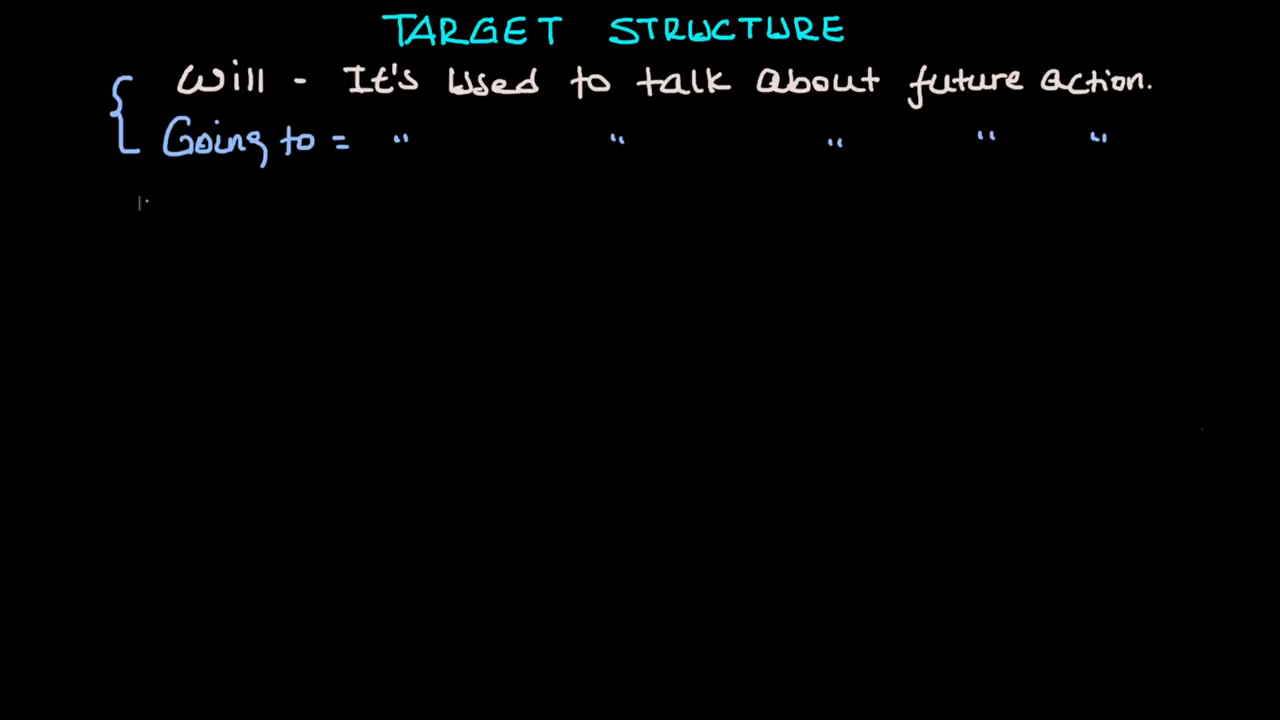 TARGET STRUCTURE
Will - It's used to talk about future action.
Going to = " " " " "